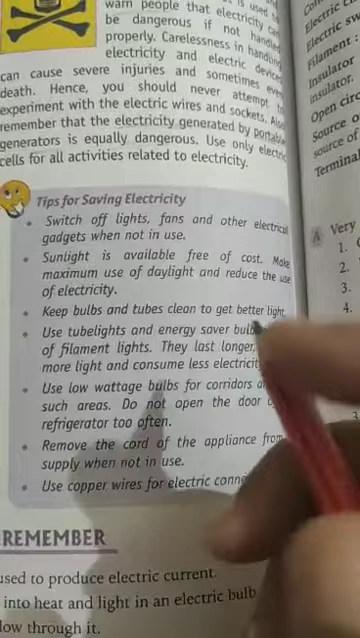 is used to
warn people that electricity can
be dangerous if not handled
properly. Carelessness in handling
electricity and electric devices
can cause severe injuries and sometimes even
death. Hence, you should never attempt to
experiment with the electric wires and sockets. Also
remember that the electricity generated by portable
generators is equally dangerous. Use only electric
cells for all activities related to electricity.
Tips for Saving Electricity
• Switch off lights, fans and other electrical
gadgets when not in use.
• Sunlight is available free of cost. Make
maximum use of daylight and reduce the use
of electricity.
• Keep bulbs and tubes clean to get better light.
• Use tubelights and energy saver bulb
of filament lights. They last longer,
more light and consume less electricit
• Use low wattage bulbs for corridors a
such areas. Do not open the door o
refrigerator too often.
• Remove the cord of the appliance from
supply when not in use.
• Use copper wires for electric conne
REMEMBER
used to produce electric current.
into heat and light in an electric bulb
low through it.
Electric c
Electric sw
Filament :
Insulator
insulator.
Open circ
Source o
source of
Terminal
A Very
1.
2.
3.
4.